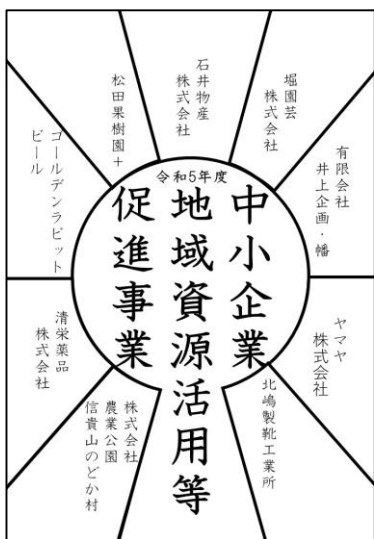 令和5年度
中小企業
地域資源活用等
促進事業
堀園芸
株式会社
石井物産
株式会社
松田果樹園+
ゴールデンラビット
ビール
有限会社
井上企画・幡
ヤマヤ
株式会社
北嶋製靴工業所
株式会社
農業公園
信貴山のどか村
清栄薬品
株式会社